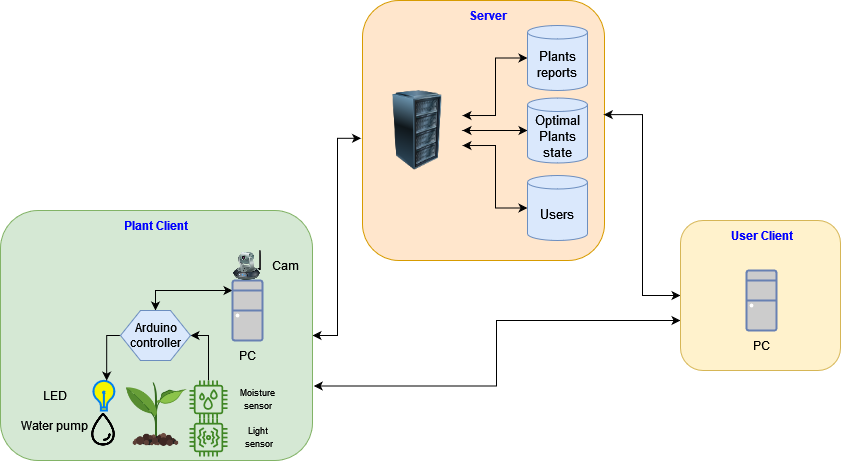 Server
Plants
reports
Optimal
Plants
state
Users
Plant Client
Cam
Arduino
controller
PC
LED
Water pump
Moisture
sensor
Light
sensor
User Client
PC